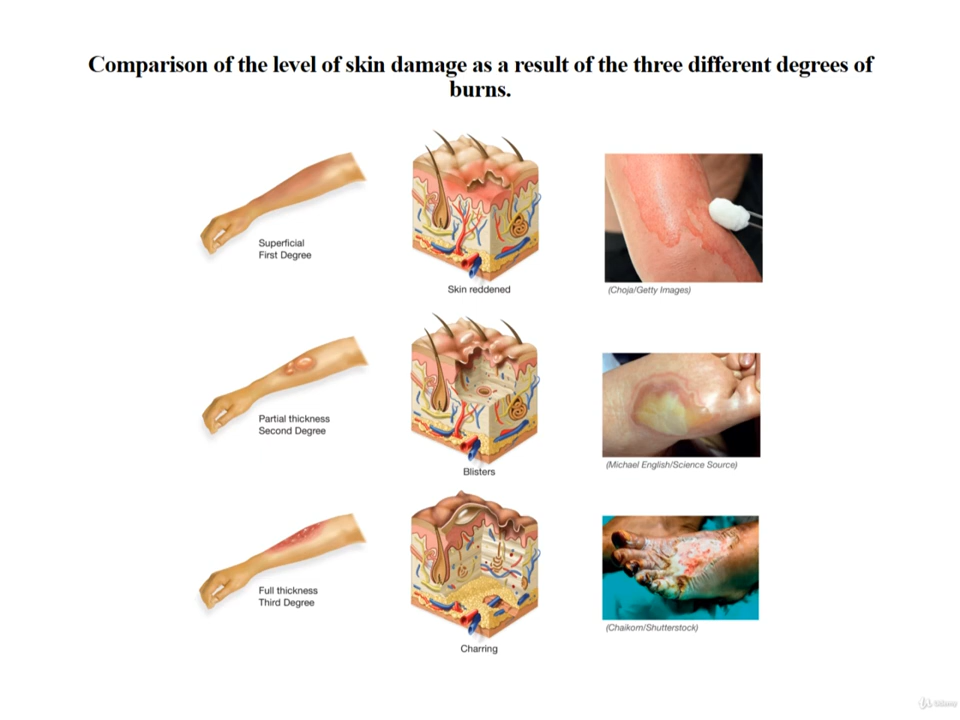 Comparison of the level of skin damage as a result of the three different degrees of
burns.
Superficial
First Degree
Skin reddened
(Choja/Getty Images)
Partial thickness
Second Degree
Blisters
(Michael English/Science Source)
Full thickness
Third Degree
Charring
(Chaikom/Shutterstock)